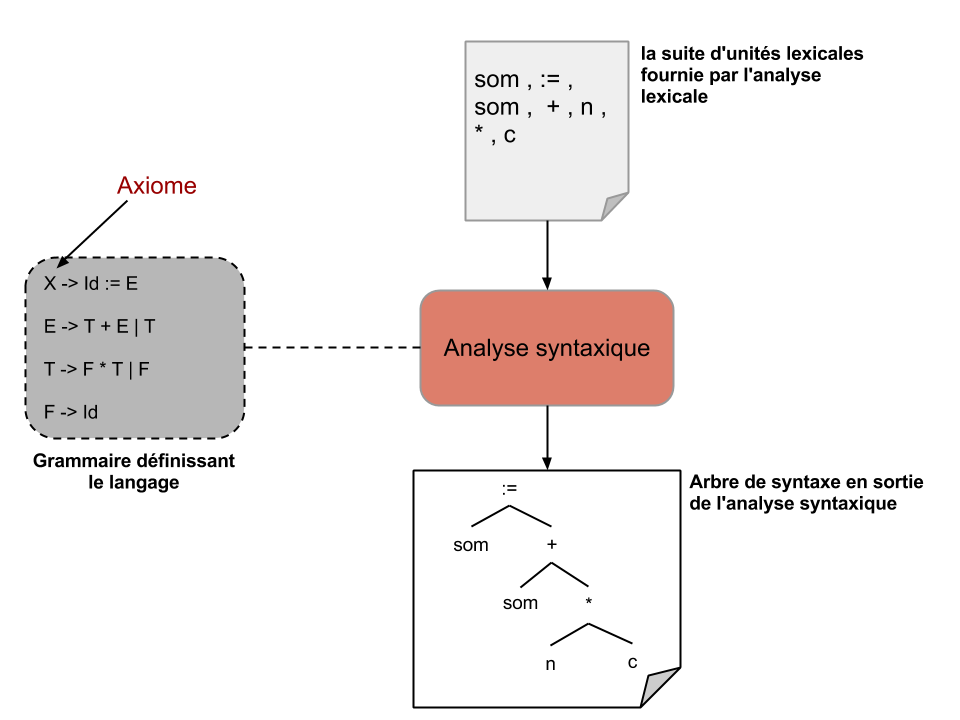 la suite d'unités lexicales
fournie par l'analyse
lexicale
som , := ,
som ,  + , n ,
* , c
Axiome
X -> Id := E
E -> T + E | T
T -> F * T | F
F -> Id
Grammaire définissant
le langage
Analyse syntaxique
Arbre de syntaxe en sortie
de l'analyse syntaxique
:=
som +
som *
n c